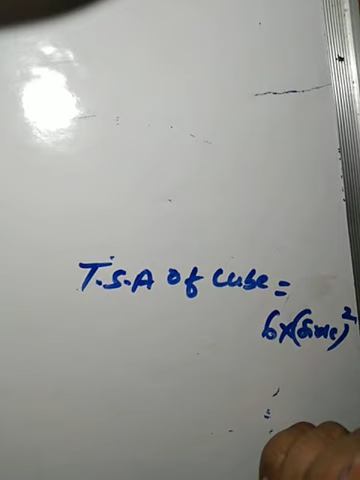 T.S.A of Cube =
6×(Side)²